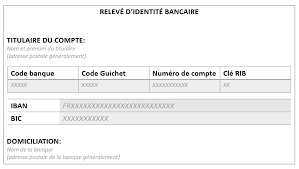 RELEVÉ D'IDENTITÉ BANCAIRE
TITULAIRE DU COMPTE:
Nom et prénom du titulaire
(adresse postale généralement)
Code banque Code Guichet Numéro de compte Clé RIB
XXXXX XXXXX XXXXXXXXXXX XX
IBAN FRXXXXXXXXXXXXXXXXXXXXXXXXX
BIC XXXXXXXXXXX
DOMICILIATION:
Nom de la banque
(adresse postale de la banque généralement)